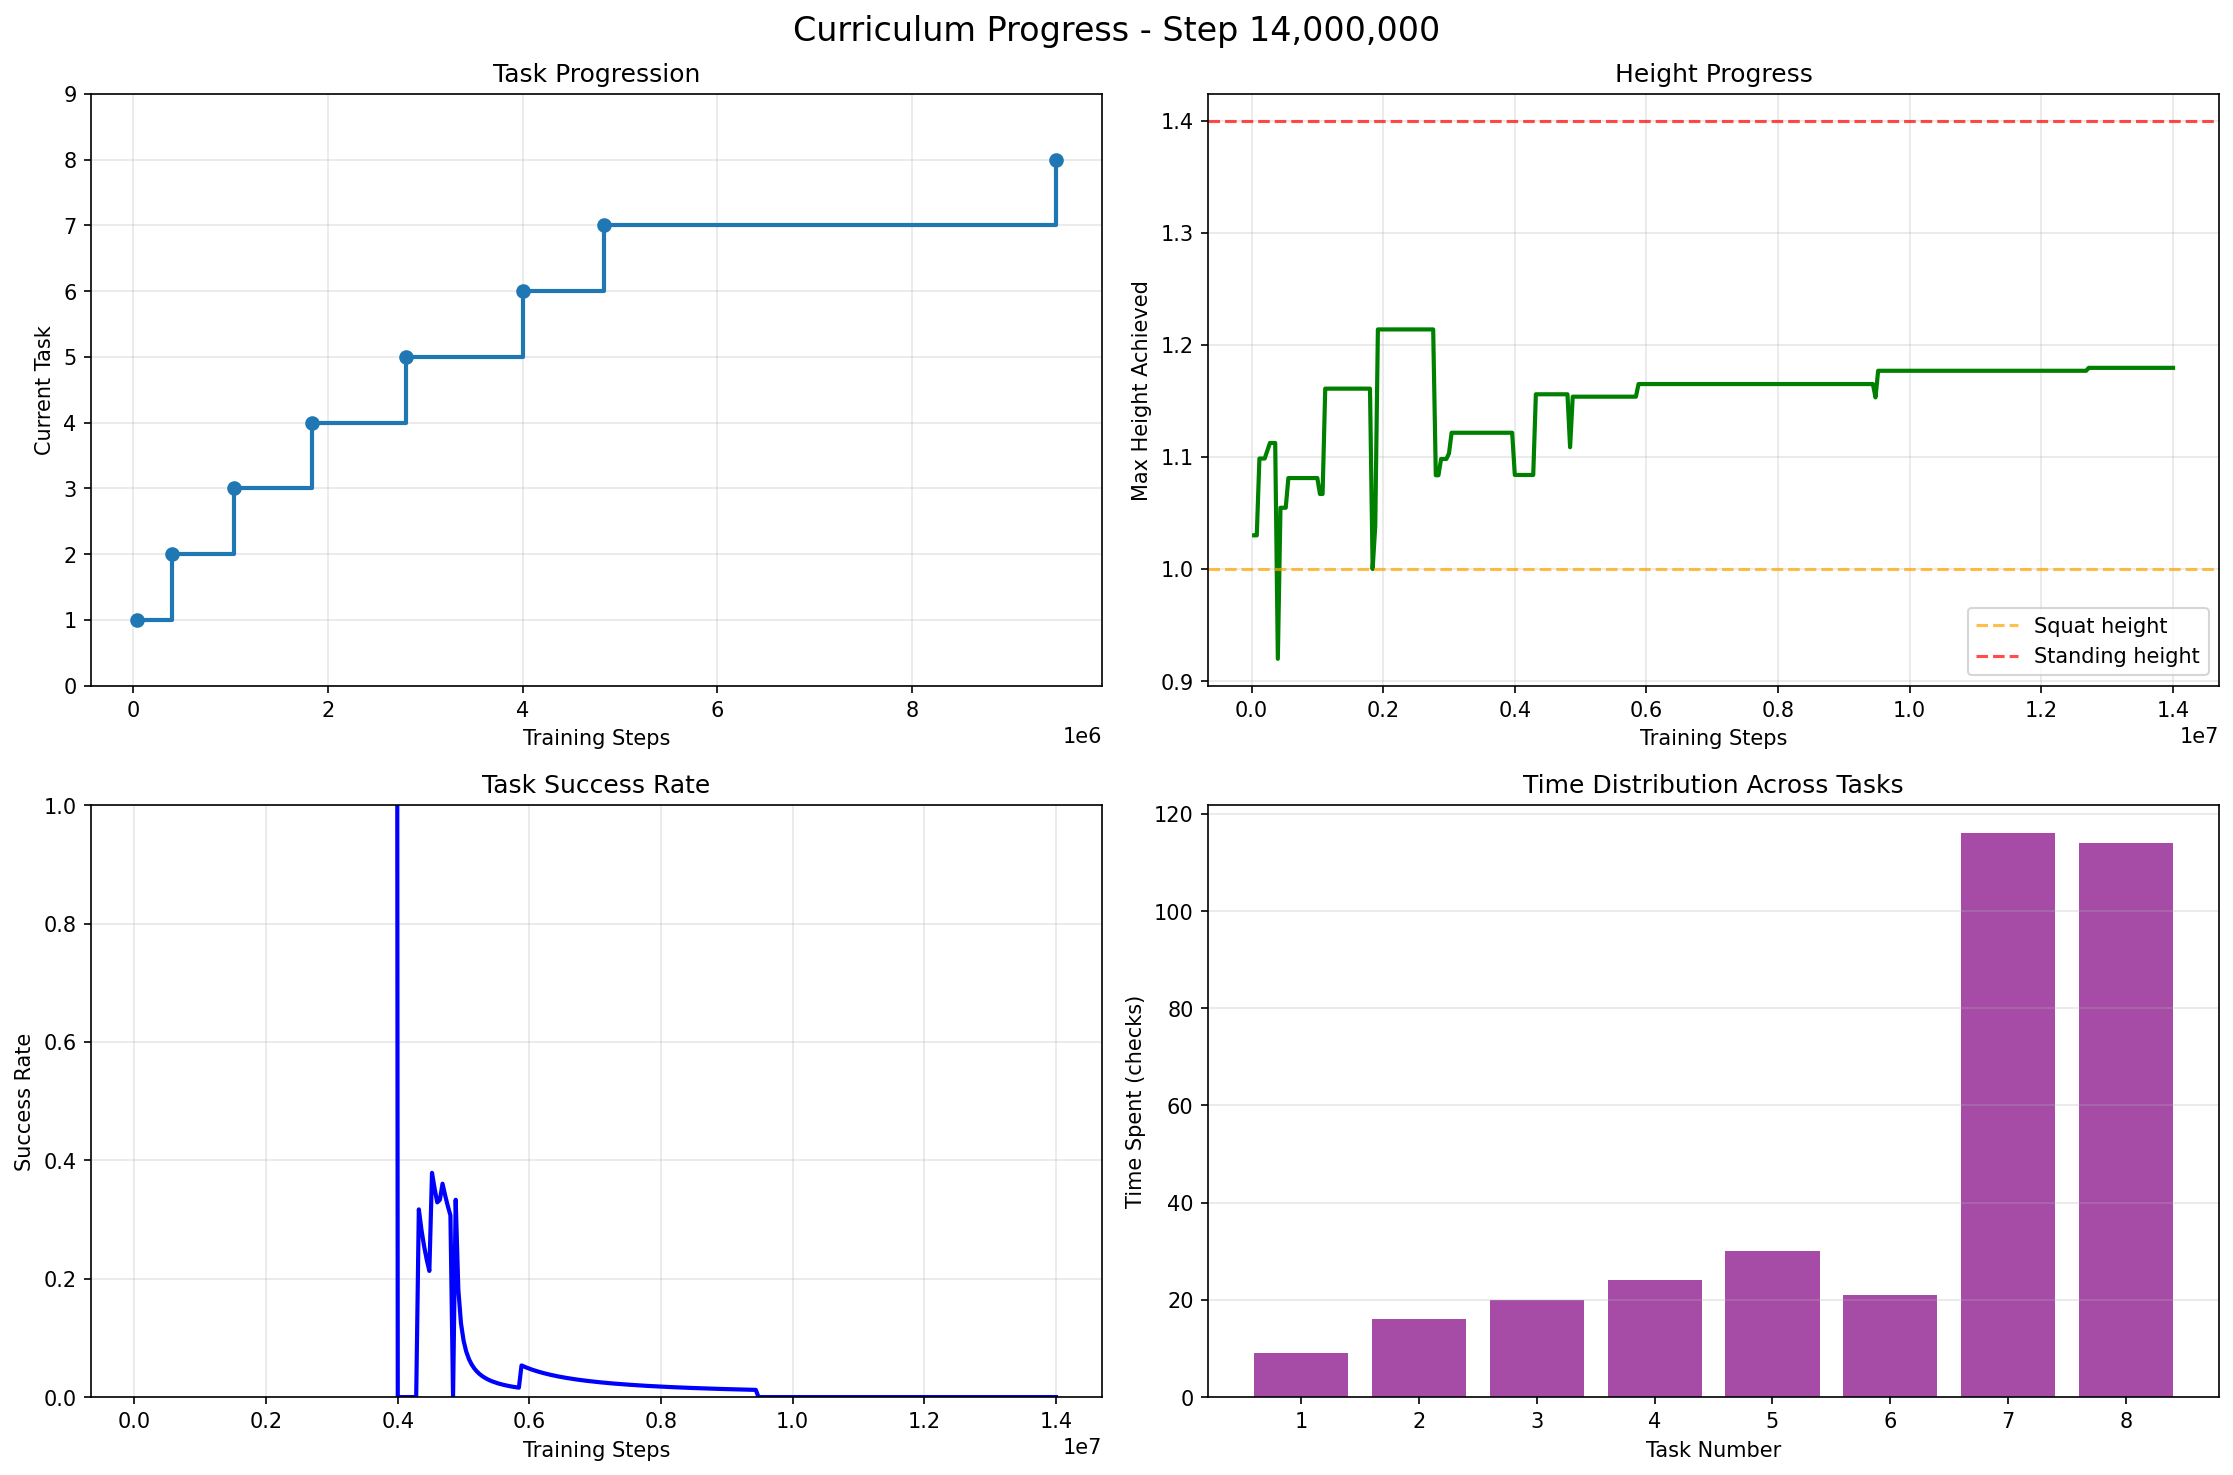 Curriculum Progress - Step 14,000,000
Task Progression
Current Task
9
8
7
6
5
4
3
2
1
0
0 2 4 6 8
1e6
Training Steps
Height Progress
Max Height Achieved
1.4
1.3
1.2
1.1
1.0
0.9
Squat height
Standing height
0.0 0.2 0.4 0.6 0.8 1.0 1.2 1.4
1e7
Training Steps
Task Success Rate
Success Rate
1.0
0.8
0.6
0.4
0.2
0.0
0.0 0.2 0.4 0.6 0.8 1.0 1.2 1.4
1e7
Training Steps
Time Distribution Across Tasks
Time Spent (checks)
120
100
80
60
40
20
0
1 2 3 4 5 6 7 8
Task Number